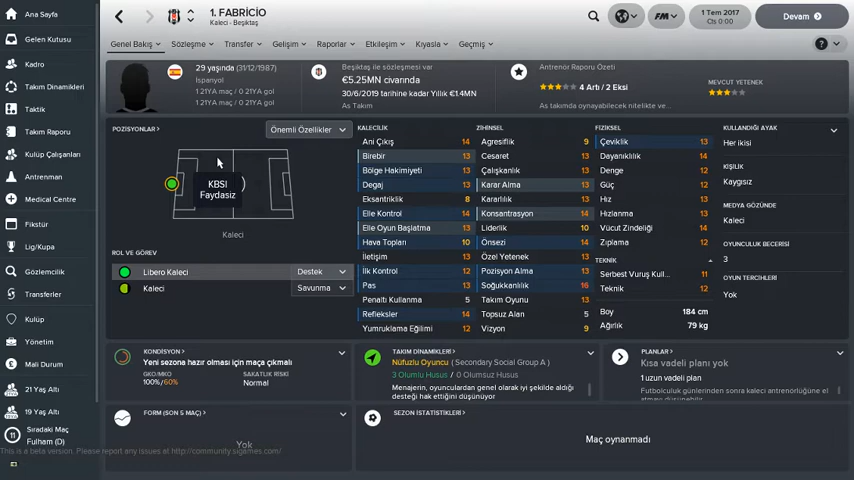 Ana Sayfa
Gelen Kutusu
Kadro
Takım Dinamikleri
Taktik
Takım Raporu
Kulüp Çalışanları
Antrenman
Medical Centre
Fikstür
Lig/Kupa
Gözlemcilik
Transferler
Kulüp
Yönetim
Mali Durum
21 Yaş Altı
19 Yaş Altı
Sıradaki Maç
Fulham (D)
1. FABRİCİO
Kaleci - Beşiktaş
FM
1 Tem 2017
Cts 0:00
Devam
Genel Bakış
Sözleşme
Transfer
Gelişim
Raporlar
Etkileşim
Kıyasla
Geçmiş
29 yaşında (31/12/1987)
İspanyol
1 21YA maç / 0 21YA gol
1 21YA maç / 0 21YA gol
Beşiktaş ile sözleşmesi var
€5.25MN civarında
30/6/2019 tarihine kadar Yıllık €1.4MN
As Takım
Antrenör Raporu Özeti
4 Artı / 2 Eksi
As takımda oynayabilecek nitelikte ve...
MEVCUT YETENEK
POZİSYONLAR
Önemli Özellikler
KBSI
Faydasız
Kaleci
ROL VE GÖREV
Libero Kaleci Destek
Kaleci Savunma
KALECİLİK
Ani Çıkış 14
Birebir 13
Bölge Hakimiyeti 13
Degaj 13
Eksantriklik 8
Elle Kontrol 14
Elle Oyun Başlatma 13
Hava Topları 10
İletişim 13
İlk Kontrol 12
Pas 13
Penaltı Kullanma 5
Refleksler 14
Yumruklama Eğilimi 12
ZİHİNSEL
Agresiflik 9
Cesaret 13
Çalışkanlık 13
Karar Alma 13
Kararlılık 13
Konsantrasyon 14
Liderlik 10
Önsezi 14
Özel Yetenek 13
Pozisyon Alma 13
Soğukkanlılık 16
Takım Oyunu 13
Topsuz Alan 5
Vizyon 9
FİZİKSEL
Çeviklik 13
Dayanıklılık 14
Denge 12
Güç 12
Hız 13
Hızlanma 13
Vücut Zindeliği 14
Zıplama 12
TEKNİK
Serbest Vuruş Kull... 11
Teknik 12
Boy 184 cm
Ağırlık 79 kg
KULLANDIĞI AYAK
Her ikisi
KİŞİLİK
Kaygısız
MEDYA GÖZÜNDE
Kaleci
OYUNCULUK BECERİSİ
3
OYUN TERCİHLERİ
Yok
KONDİSYON
Yeni sezona hazır olması için maça çıkmalı
GKO/MKO
100%/60%
SAKATLIK RİSKİ
Normal
TAKIM DİNAMİKLERİ
Nüfuzlu Oyuncu ( Secondary Social Group A )
3 Olumlu Husus / 0 Olumsuz Husus
Menajerin, oyunculardan genel olarak iyi şekilde aldığı
desteği hak ettiğini düşünüyor
PLANLAR
Kısa vadeli planı yok
1 uzun vadeli plan
Futbolculuk günlerinden sonra kaleci antrenörlüğüne el
FORM (SON 5 MAÇ)
Yok
SEZON İSTATİSTİKLERİ
Maç oynanmadı
This is a beta version. Please report any issues at http://community.sigames.com/